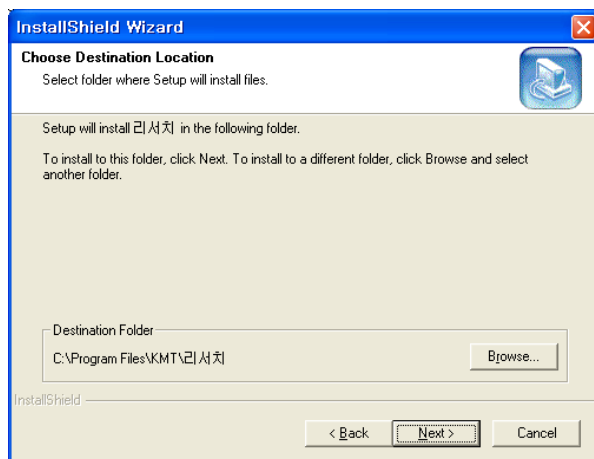 InstallShield Wizard
Choose Destination Location
Select folder where Setup will install files.
Setup will install 리서치 in the following folder.
To install to this folder, click Next. To install to a different folder, click Browse and select
another folder.
Destination Folder
C:\Program Files\KMT\리서치
Browse...
InstallShield
< Back
Next >
Cancel